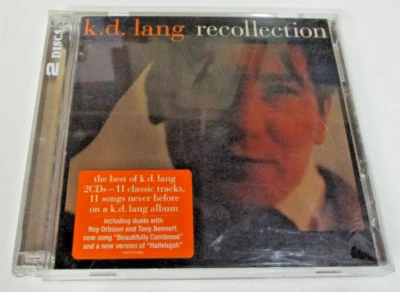 k.d. lang recollection
2 DISCS
the best of k.d. lang
2CDs – 11 classic tracks,
11 songs never before
on a k.d. lang album
including duets with
Roy Orbison and Tony Bennett,
new song "Beautifully Combined"
and a new version of "Hallelujah"